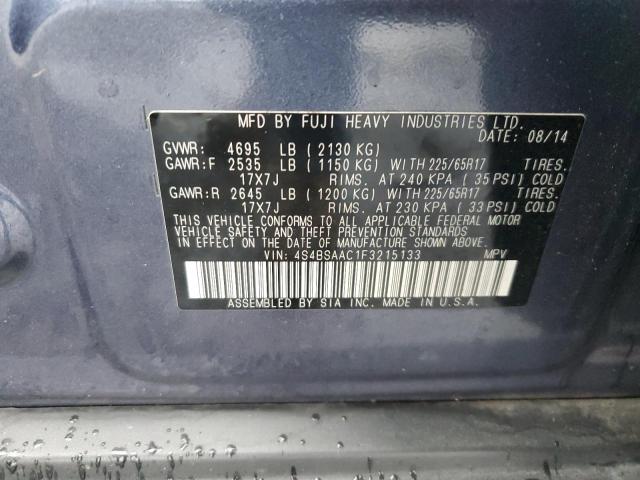 MFD BY FUJI HEAVY INDUSTRIES LTD.
DATE: 08/14
GVWR: 4695 LB ( 2130 KG)
GAWR:F 2535 LB ( 1150 KG) WITH 225/65R17 TIRES.
17X7J RIMS. AT 240 KPA ( 35 PSI) COLD
GAWR:R 2645 LB ( 1200 KG) WITH 225/65R17 TIRES.
17X7J RIMS. AT 230 KPA ( 33 PSI) COLD
THIS VEHICLE CONFORMS TO ALL APPLICABLE FEDERAL MOTOR
VEHICLE SAFETY AND THEFT PREVENTION STANDARDS
IN EFFECT ON THE DATE OF MANUFACTURE SHOWN ABOVE.
VIN: 4S4BSAAC1F3215133 MPV
ASSEMBLED BY SIA INC. MADE IN U.S.A.